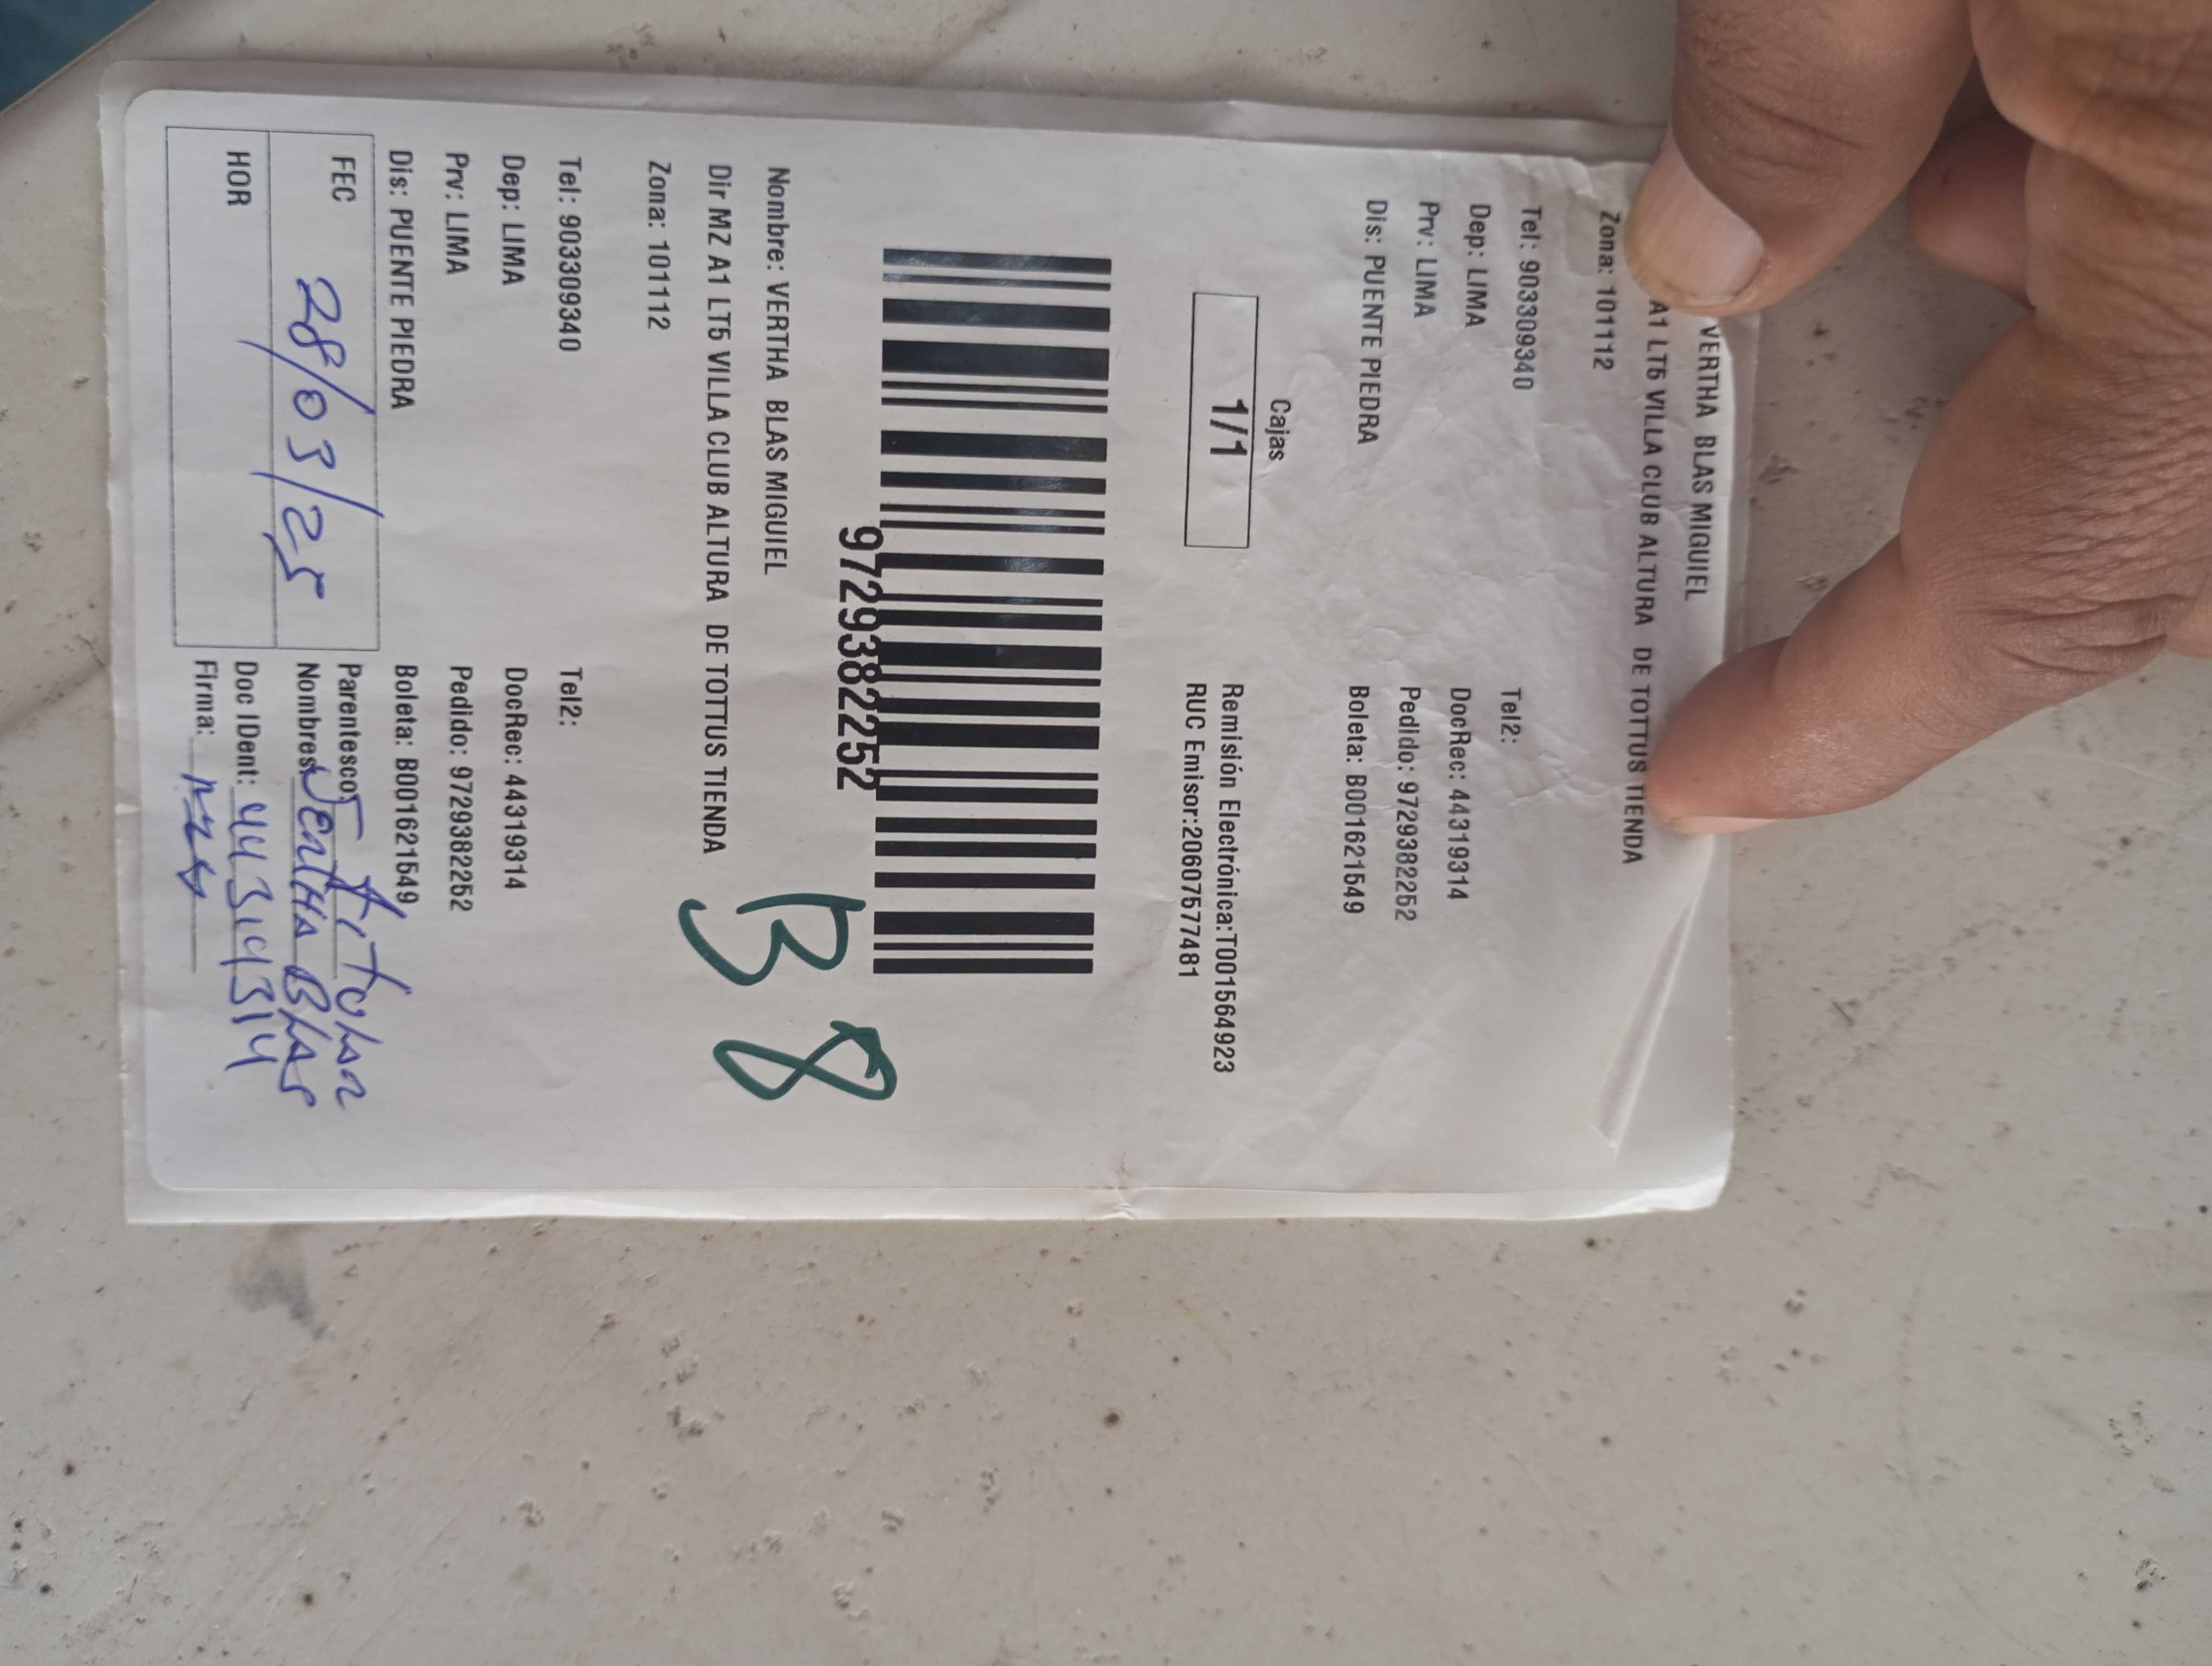 VERTHA BLAS MIGUIEL
A1 LT5 VILLA CLUB ALTURA DE TOTTUS TIENDA
Zona: 101112
Tel: 903309340 Tel2:
Dep: LIMA DocRec: 44319314
Prv: LIMA Pedido: 9729382252
Dis: PUENTE PIEDRA Boleta: B001621549
Cajas
1/1
Remisión Electrónica:T001564923
RUC Emisor:20607577481
9729382252
B 8
Nombre: VERTHA BLAS MIGUIEL
Dir MZ A1 LT5 VILLA CLUB ALTURA DE TOTTUS TIENDA
Zona: 101112
Tel: 903309340 Tel2:
Dep: LIMA DocRec: 44319314
Prv: LIMA Pedido: 9729382252
Dis: PUENTE PIEDRA Boleta: B001621549
FEC 28/03/25 Parentesco: Titular
Nombres: Vertha Blas
HOR Doc IDent: 44319314
Firma: